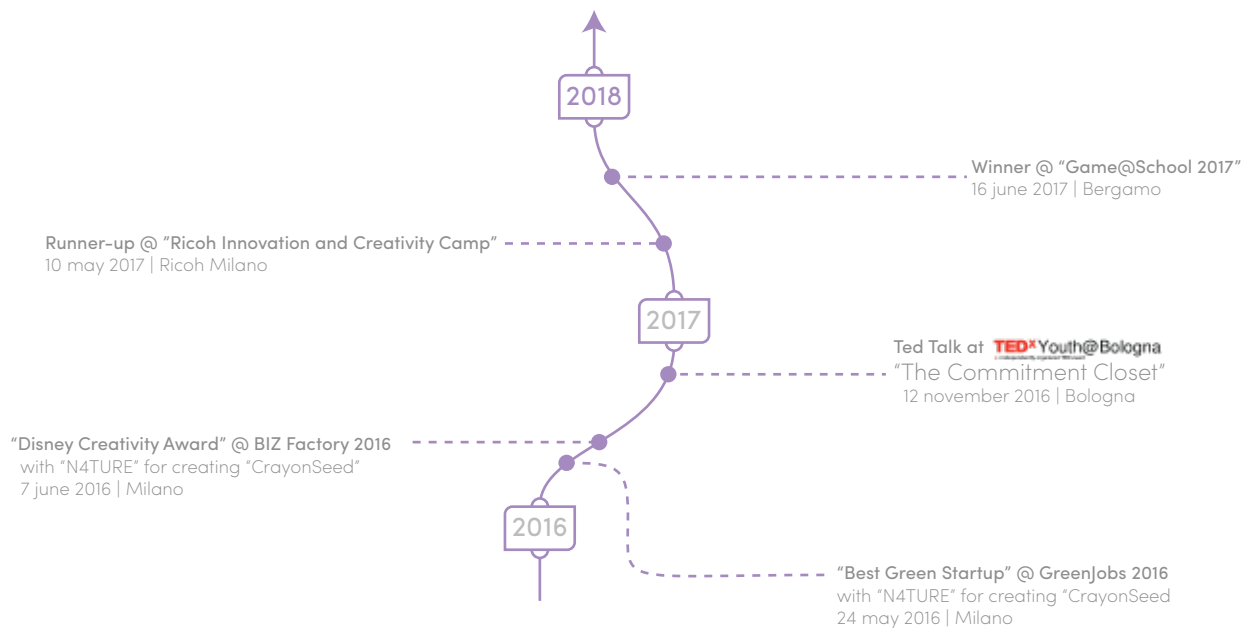 2018
Winner @ "Game@School 2017"
16 june 2017 | Bergamo
Runner-up @ "Ricoh Innovation and Creativity Camp"
10 may 2017 | Ricoh Milano
2017
Ted Talk at TEDx Youth@Bologna
"The Commitment Closet"
12 november 2016 | Bologna
"Disney Creativity Award" @ BIZ Factory 2016
with "N4TURE" for creating "CrayonSeed"
7 june 2016 | Milano
2016
"Best Green Startup" @ GreenJobs 2016
with "N4TURE" for creating "CrayonSeed
24 may 2016 | Milano